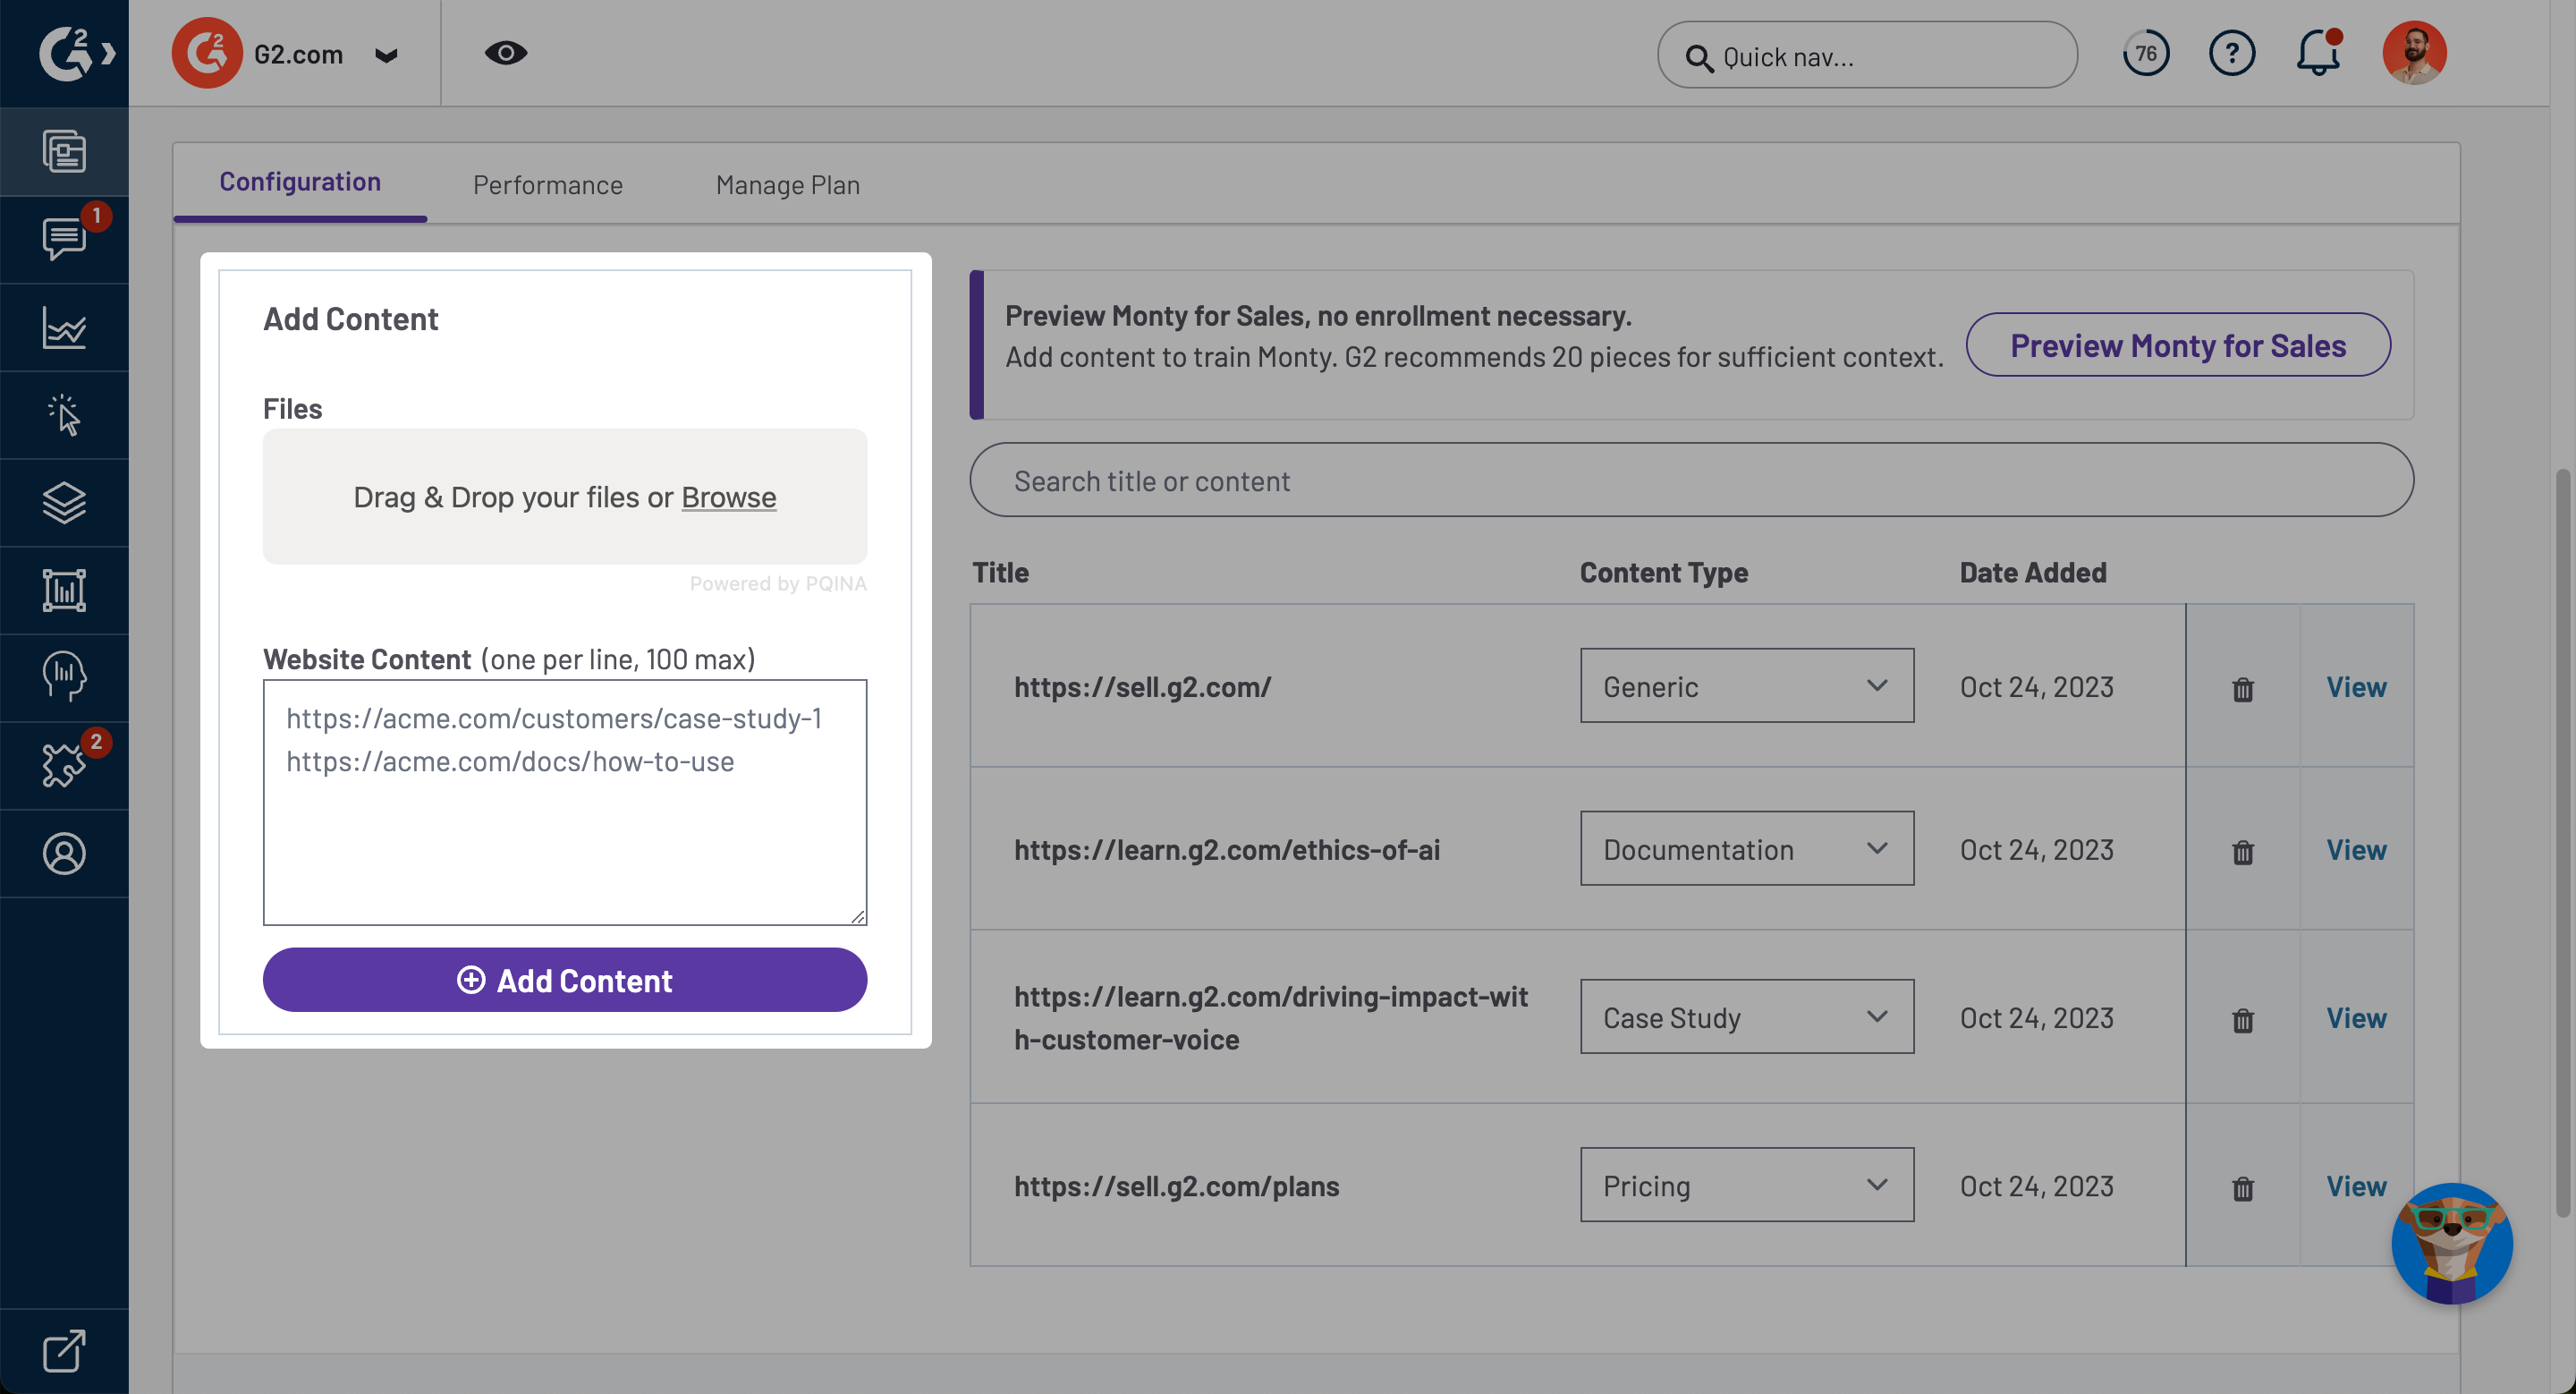 G2
G2 G2.com
Quick nav...
76
?
Configuration
Performance
Manage Plan
1
2
Add Content
Files
Drag & Drop your files or Browse
Powered by PQINA
Website Content (one per line, 100 max)
https://acme.com/customers/case-study-1
https://acme.com/docs/how-to-use
Add Content
Preview Monty for Sales, no enrollment necessary.
Add content to train Monty. G2 recommends 20 pieces for sufficient context.
Preview Monty for Sales
Search title or content
Title Content Type Date Added
https://sell.g2.com/ Generic Oct 24, 2023 View
https://learn.g2.com/ethics-of-ai Documentation Oct 24, 2023 View
https://learn.g2.com/driving-impact-wit
h-customer-voice Case Study Oct 24, 2023 View
https://sell.g2.com/plans Pricing Oct 24, 2023 View